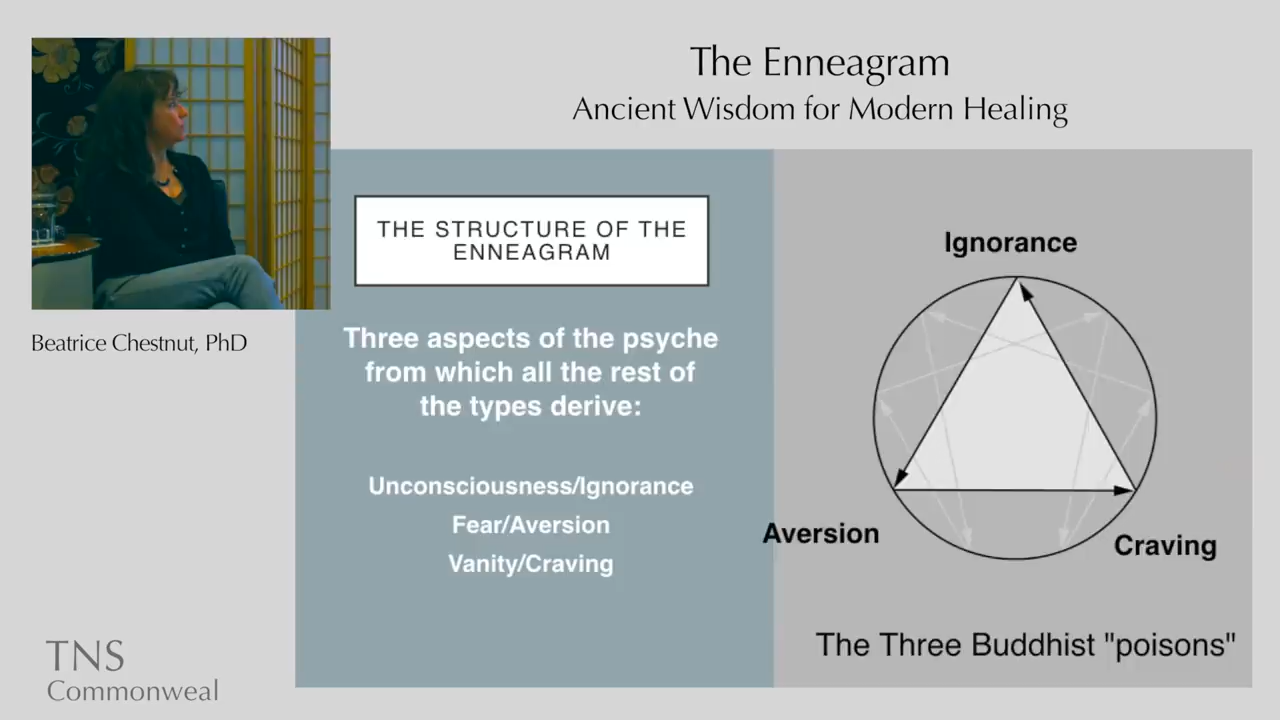 The Enneagram
Ancient Wisdom for Modern Healing
Beatrice Chestnut, PhD
THE STRUCTURE OF THE
ENNEAGRAM
Three aspects of the psyche
from which all the rest of
the types derive:
Unconsciousness/Ignorance
Fear/Aversion
Vanity/Craving
Ignorance
Aversion
Craving
The Three Buddhist "poisons"
TNS
Commonweal